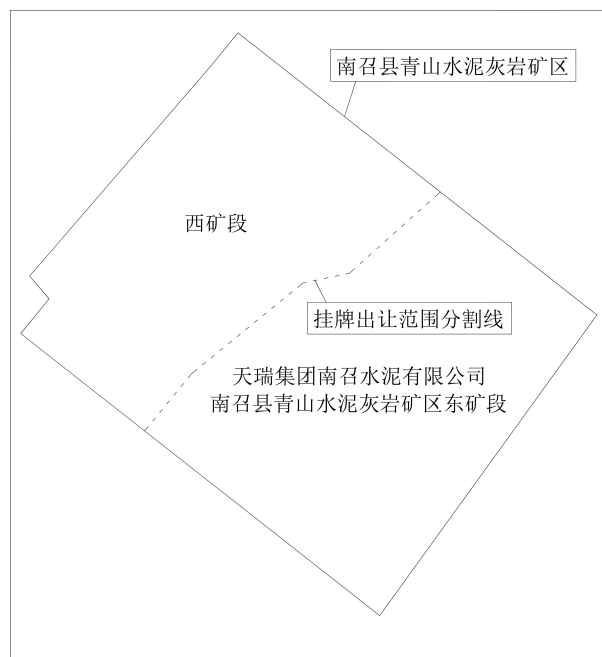 南召县青山水泥灰岩矿区
西矿段
挂牌出让范围分割线
天瑞集团南召水泥有限公司
南召县青山水泥灰岩矿区东矿段